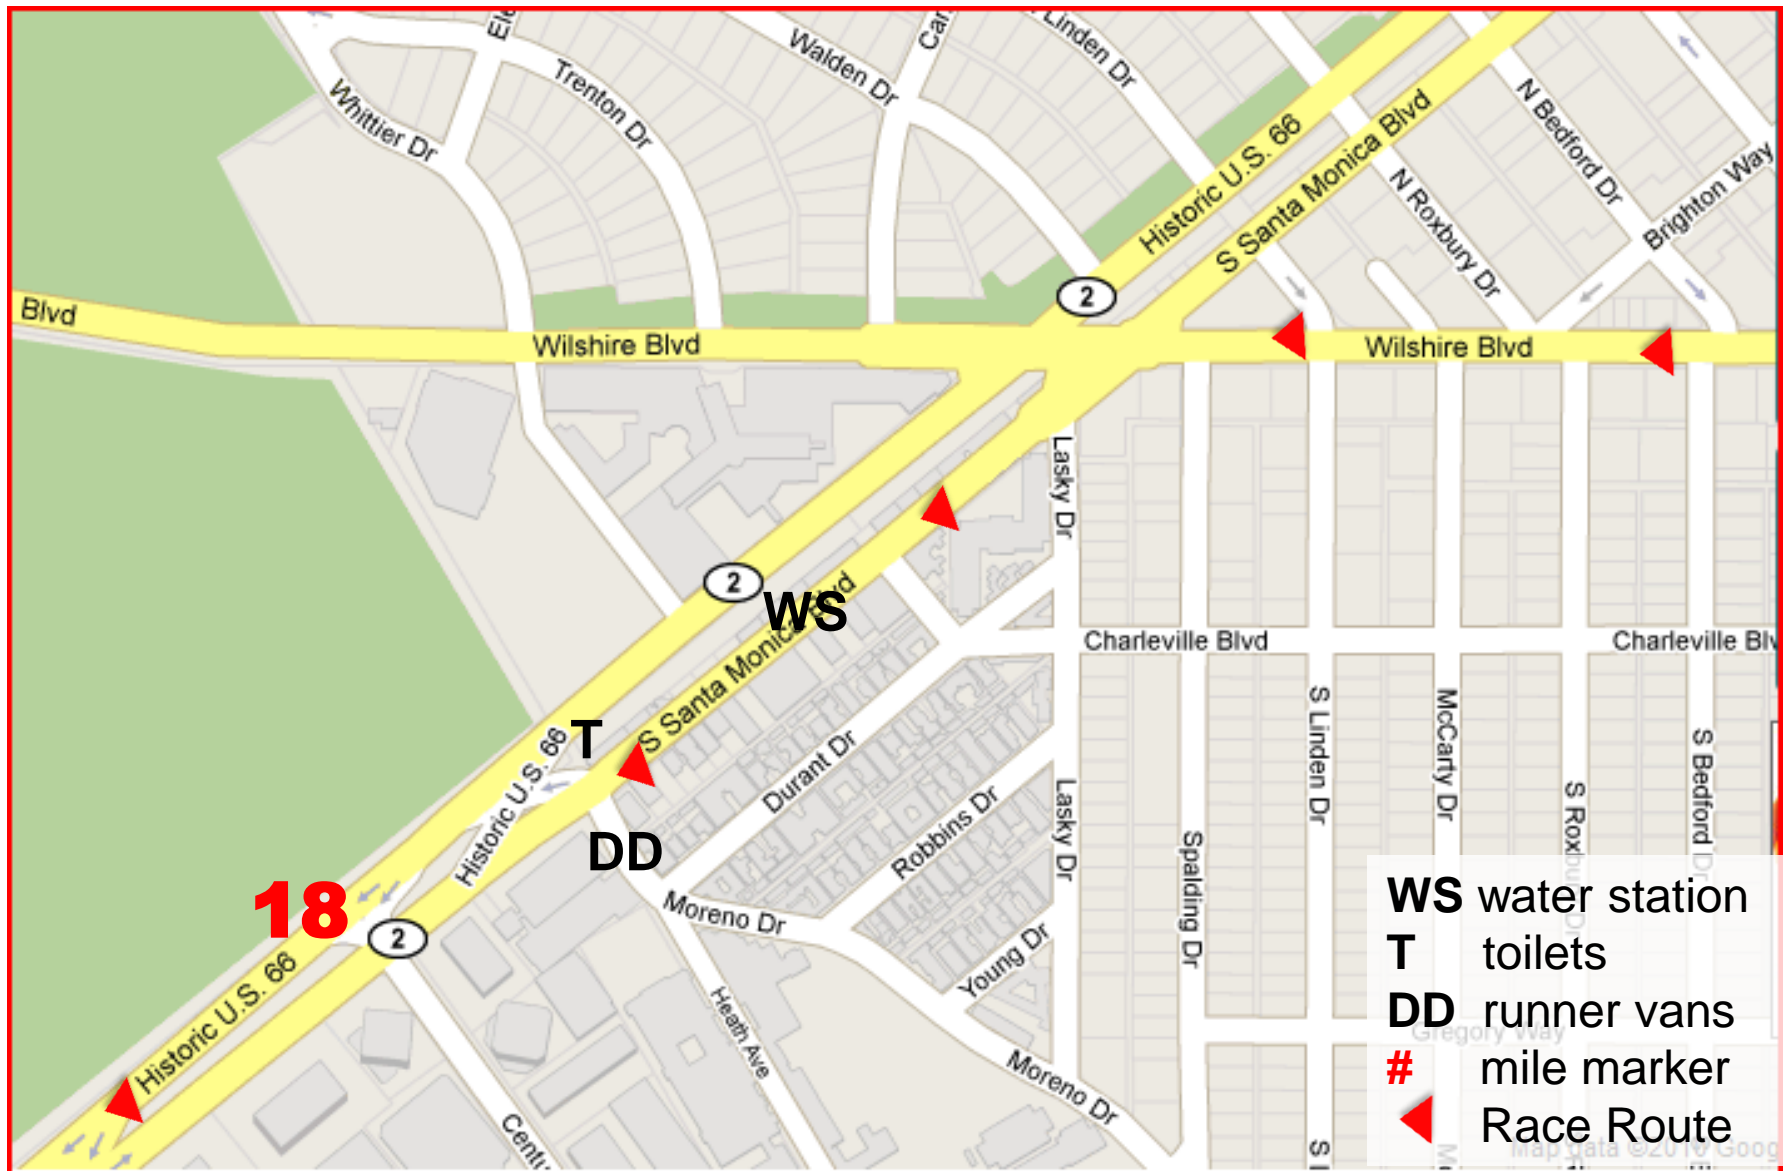 Whittier Dr
Trenton Dr
Walden Dr
Linden Dr
Historic U.S. 66
S Santa Monica Blvd
N Bedford Dr
Brighton Way
N Roxbury Dr
2
Blvd
Wilshire Blvd
Wilshire Blvd
Lasky Dr
2
WS
S Santa Monica Blvd
Charleville Blvd
Charleville
T
Historic U.S. 66
Durant Dr
Robbins Dr
Lasky Dr
S Linden Dr
McCarty Dr
S Roxbury Dr
S Bedford Dr
Spalding Dr
DD
Moreno Dr
18
2
Young Dr
Historic U.S. 66
Heath Ave
Moreno Dr
Gregory Way
WS water station
T toilets
DD runner vans
# mile marker
Race Route
Map data